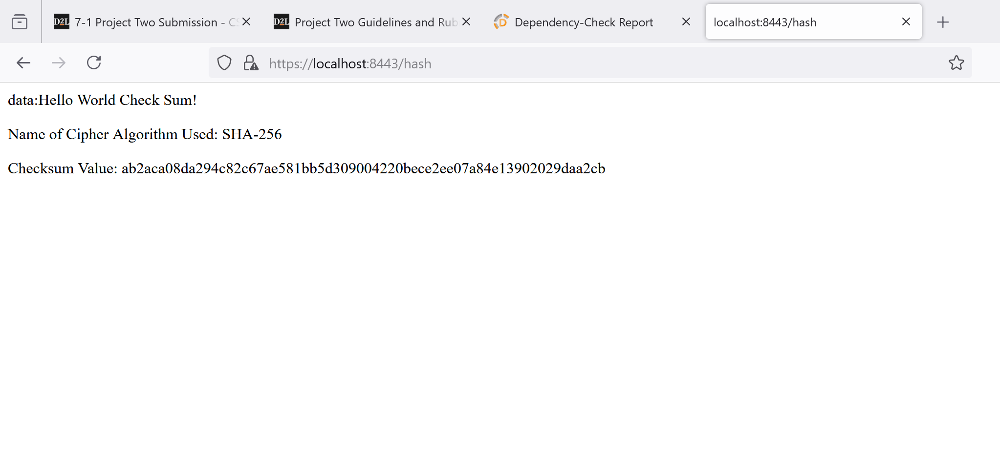 D2L 7-1 Project Two Submission - CS
D2L Project Two Guidelines and Rub
D Dependency-Check Report
localhost:8443/hash
https://localhost:8443/hash
data:Hello World Check Sum!
Name of Cipher Algorithm Used: SHA-256
Checksum Value: ab2aca08da294c82c67ae581bb5d309004220bece2ee07a84e13902029daa2cb